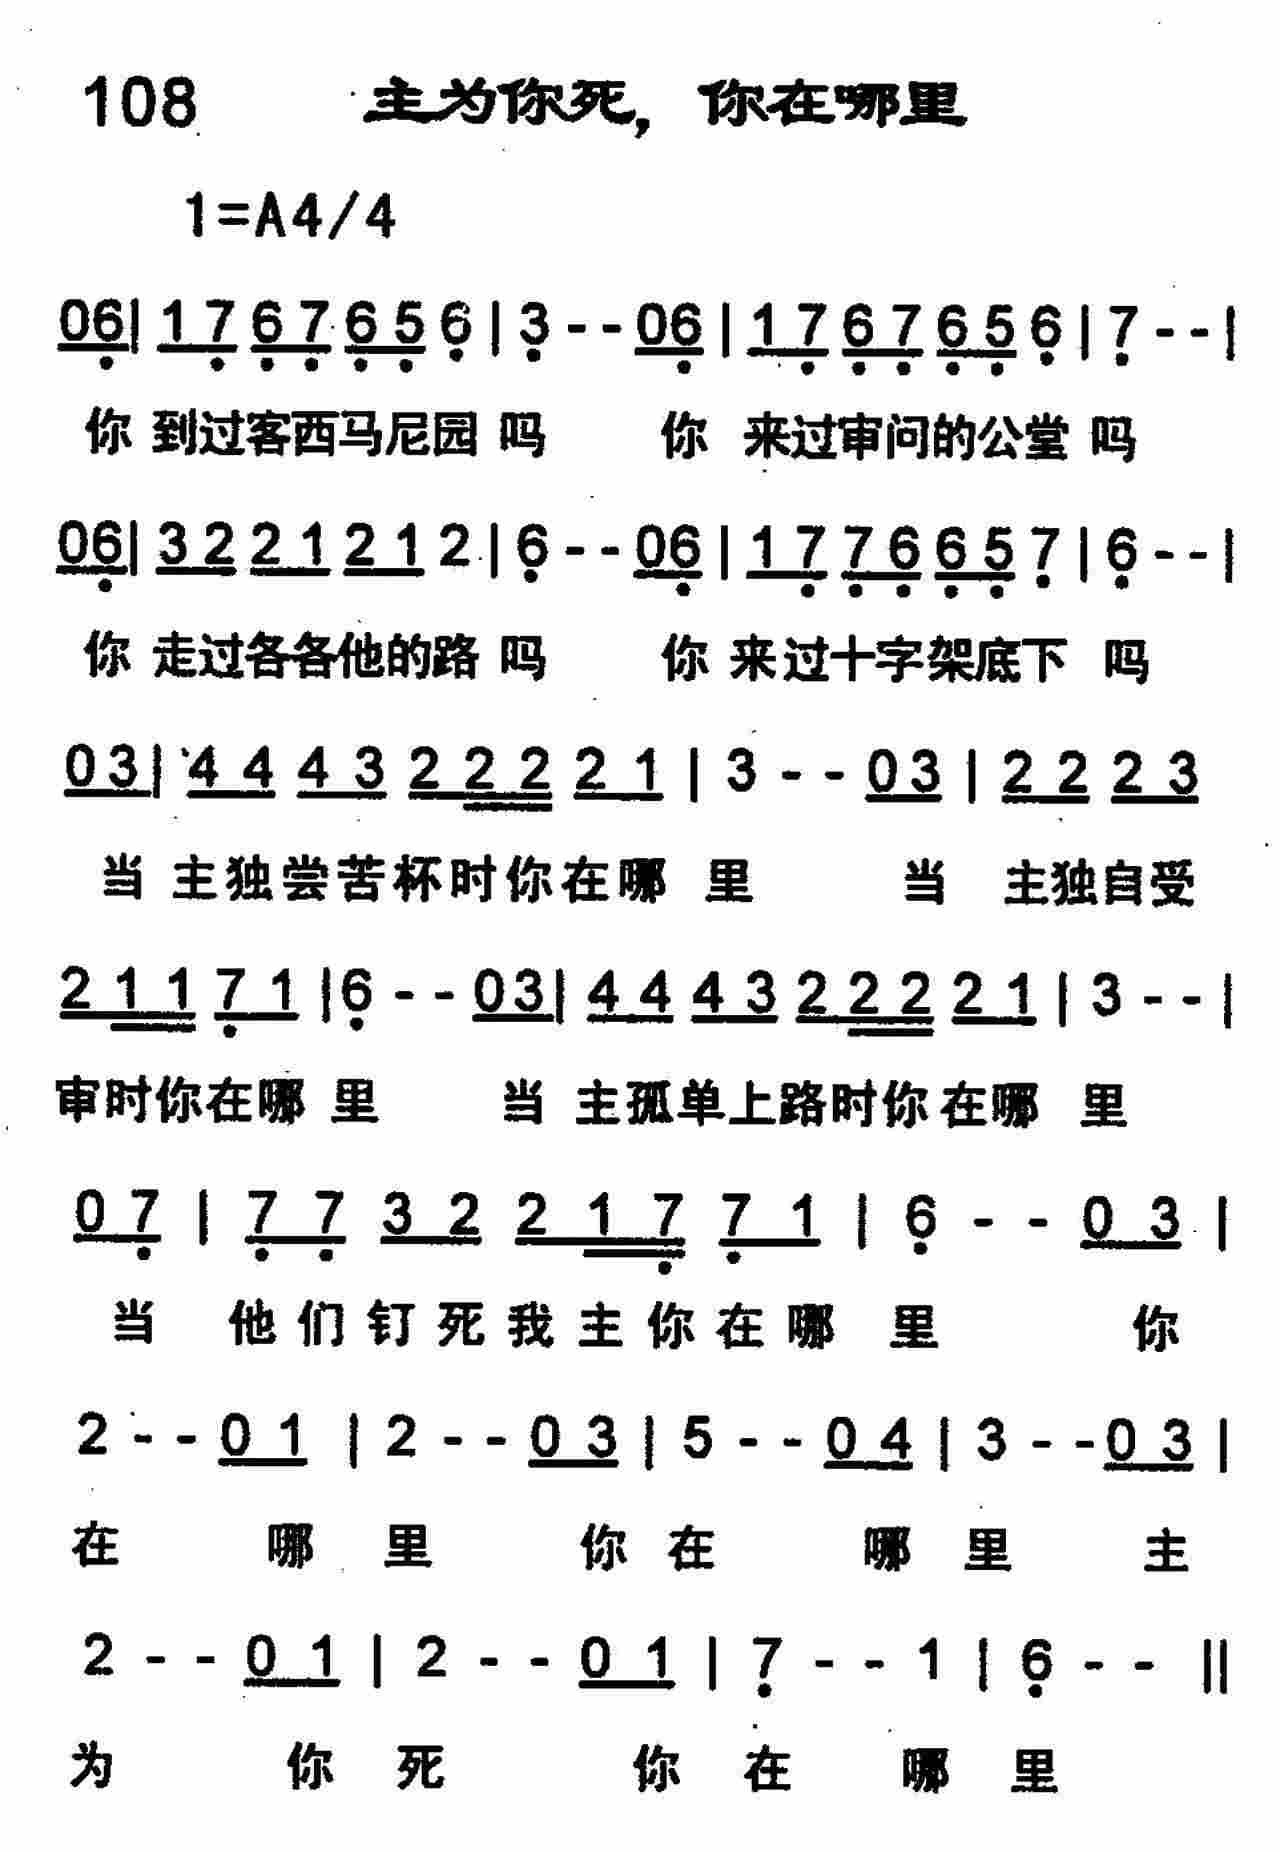 108 主为你死，你在哪里
1=A4/4
06| 17 67 65 6 | 3 - - 06 | 17 67 65 6 | 7 - - |
你 到过客西马尼园 吗 你 来过审问的公堂 吗
06| 32 21 21 2 | 6 - - 06 | 17 76 65 7 | 6 - - |
你 走过各各他的路 吗 你 来过十字架底下 吗
03| 44 43 222 21 | 3 - - 03 | 22 23
当 主独尝苦杯时你在哪 里 当 主独自受
211 71 | 6 - - 03| 44 43 222 21 | 3 - - |
审时你在哪 里 当 主孤单上路时你在哪 里
07 | 77 32 217 71 | 6 - - 03 |
当 他们钉死我主你在哪 里 你
2 - - 01 | 2 - - 03 | 5 - - 04 | 3 - - 03 |
在 哪 里 你 在 哪 里 主
2 - - 01 | 2 - - 01 | 7 - - 1 | 6 - - ||
为 你 死 你 在 哪 里